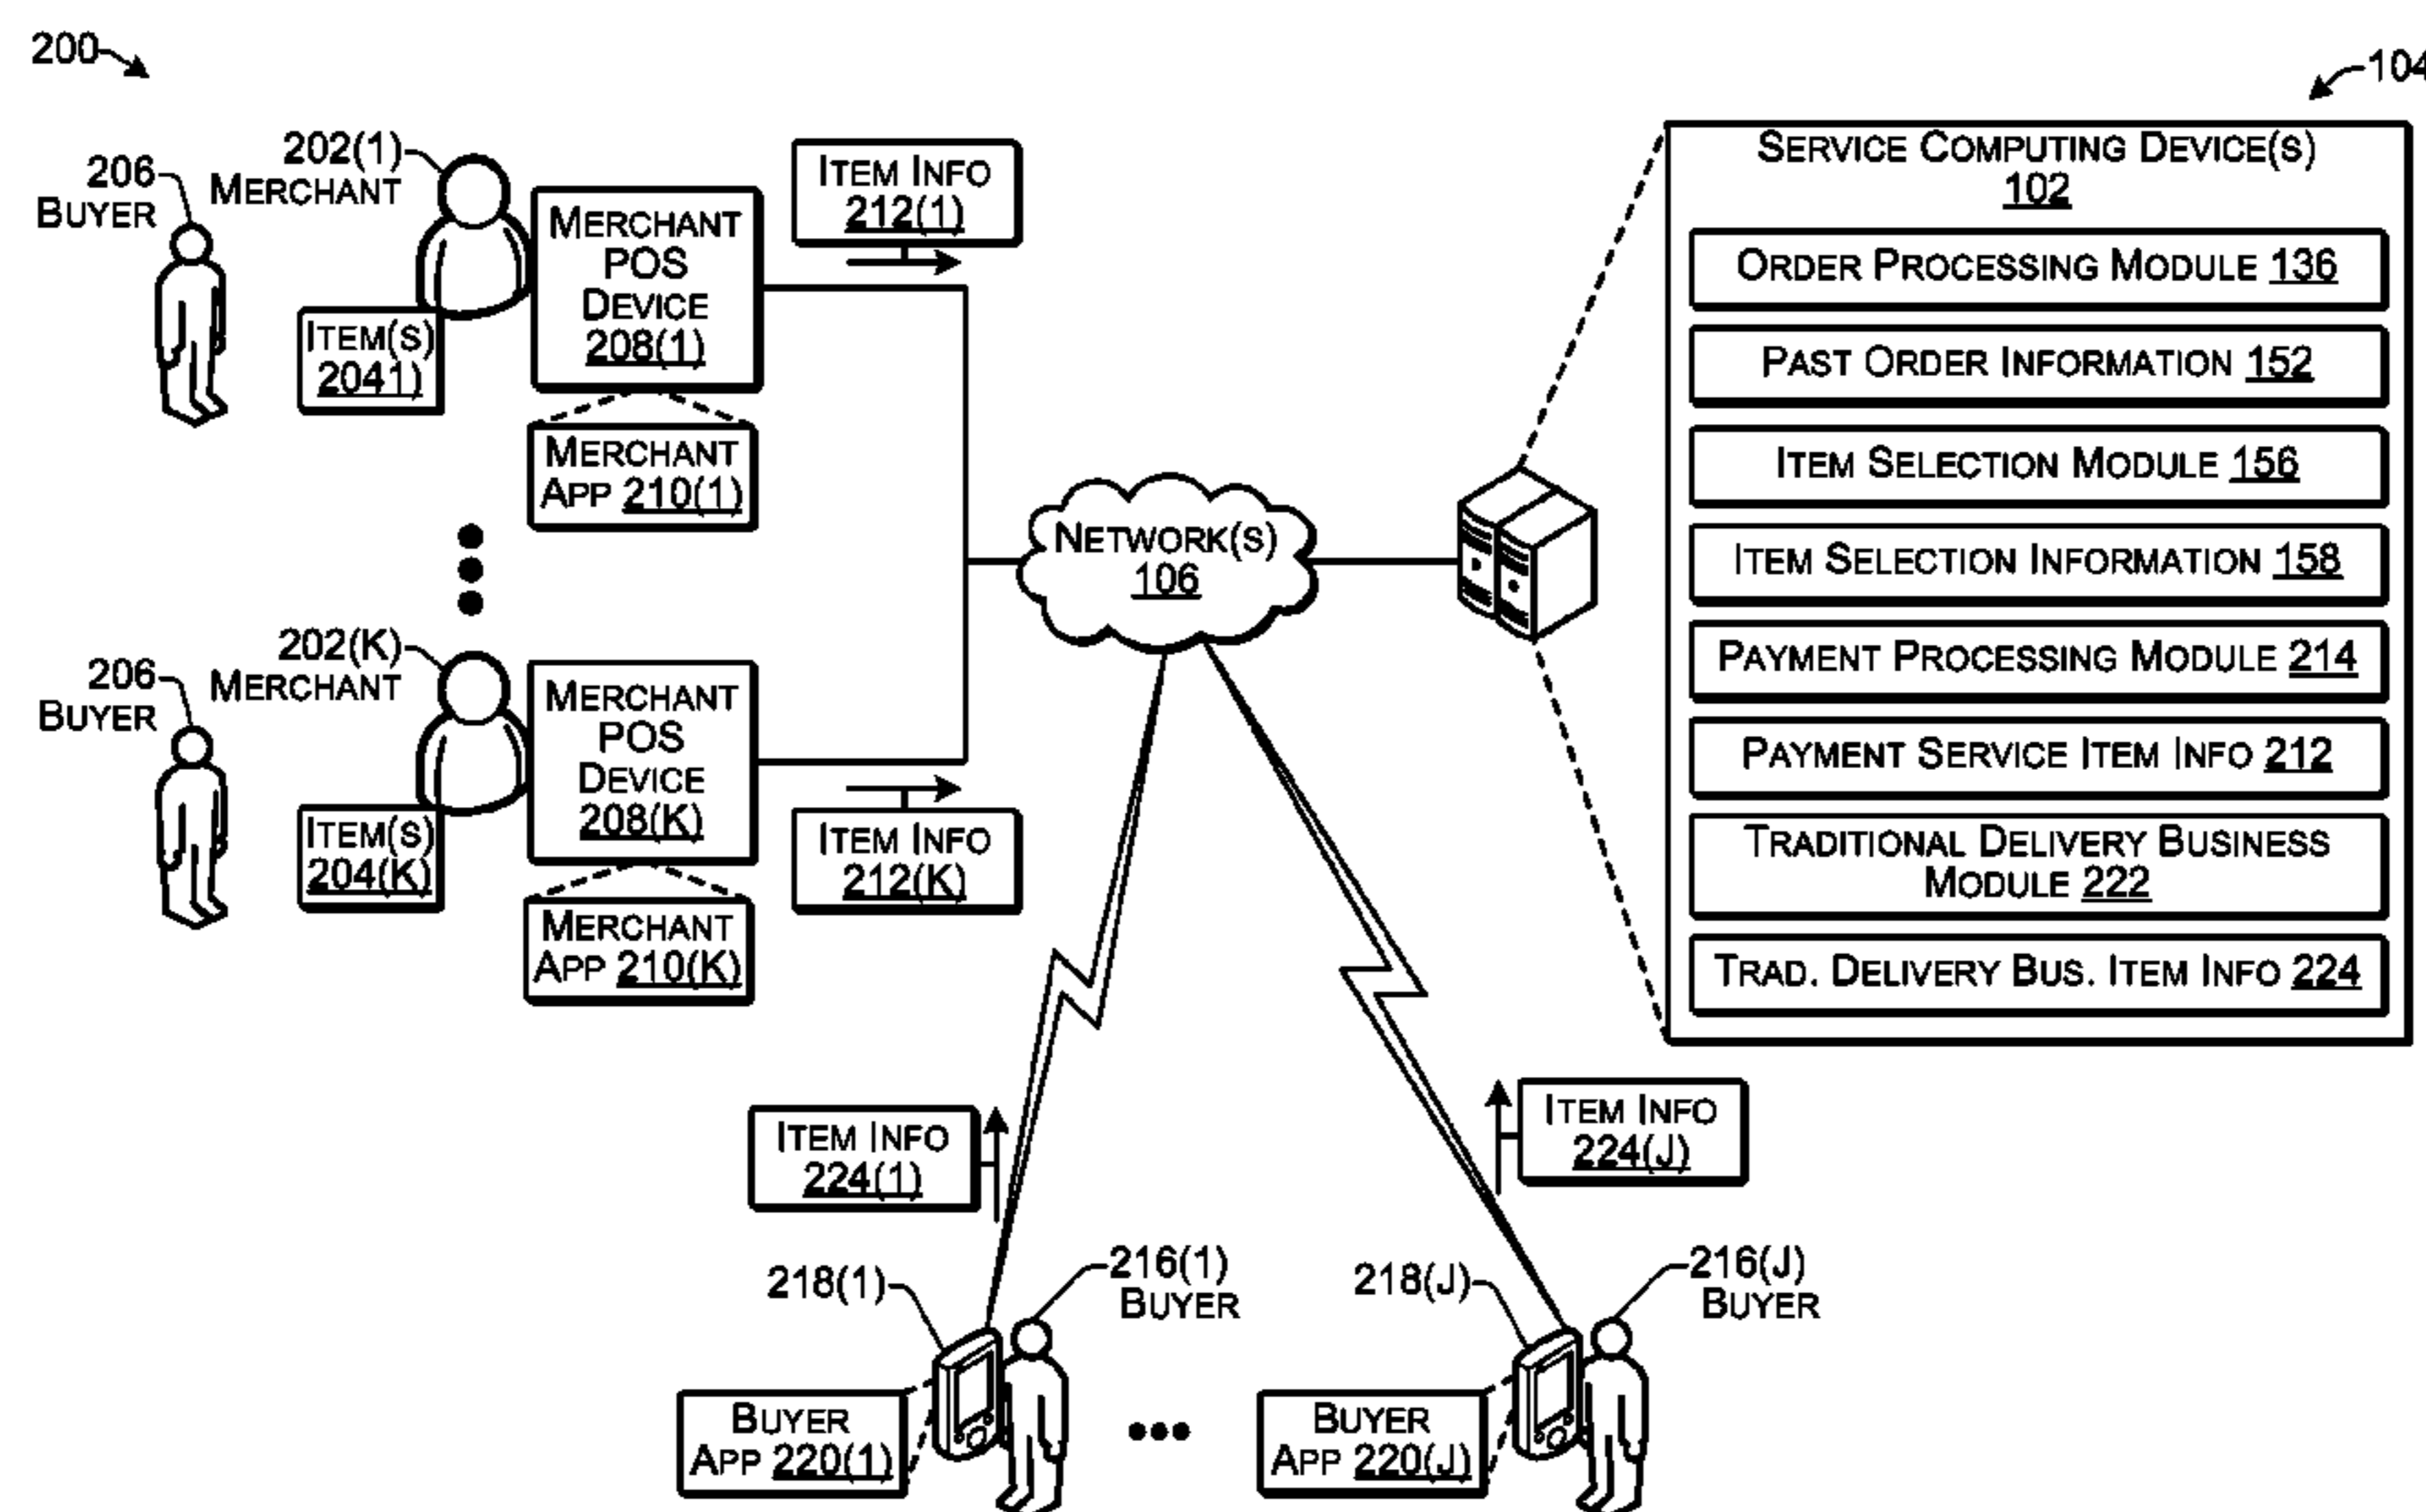 200
104
202(1)
MERCHANT
206
BUYER
ITEM(S)
2041)
MERCHANT
POS
DEVICE
208(1)
MERCHANT
APP 210(1)
ITEM INFO
212(1)
202(K)
MERCHANT
206
BUYER
ITEM(S)
204(K)
MERCHANT
POS
DEVICE
208(K)
MERCHANT
APP 210(K)
ITEM INFO
212(K)
NETWORK(S)
106
SERVICE COMPUTING DEVICE(S)
102
ORDER PROCESSING MODULE 136
PAST ORDER INFORMATION 152
ITEM SELECTION MODULE 156
ITEM SELECTION INFORMATION 158
PAYMENT PROCESSING MODULE 214
PAYMENT SERVICE ITEM INFO 212
TRADITIONAL DELIVERY BUSINESS
MODULE 222
TRAD. DELIVERY BUS. ITEM INFO 224
ITEM INFO
224(1)
ITEM INFO
224(J)
218(1)
216(1)
BUYER
BUYER
APP 220(1)
218(J)
216(J)
BUYER
BUYER
APP 220(J)